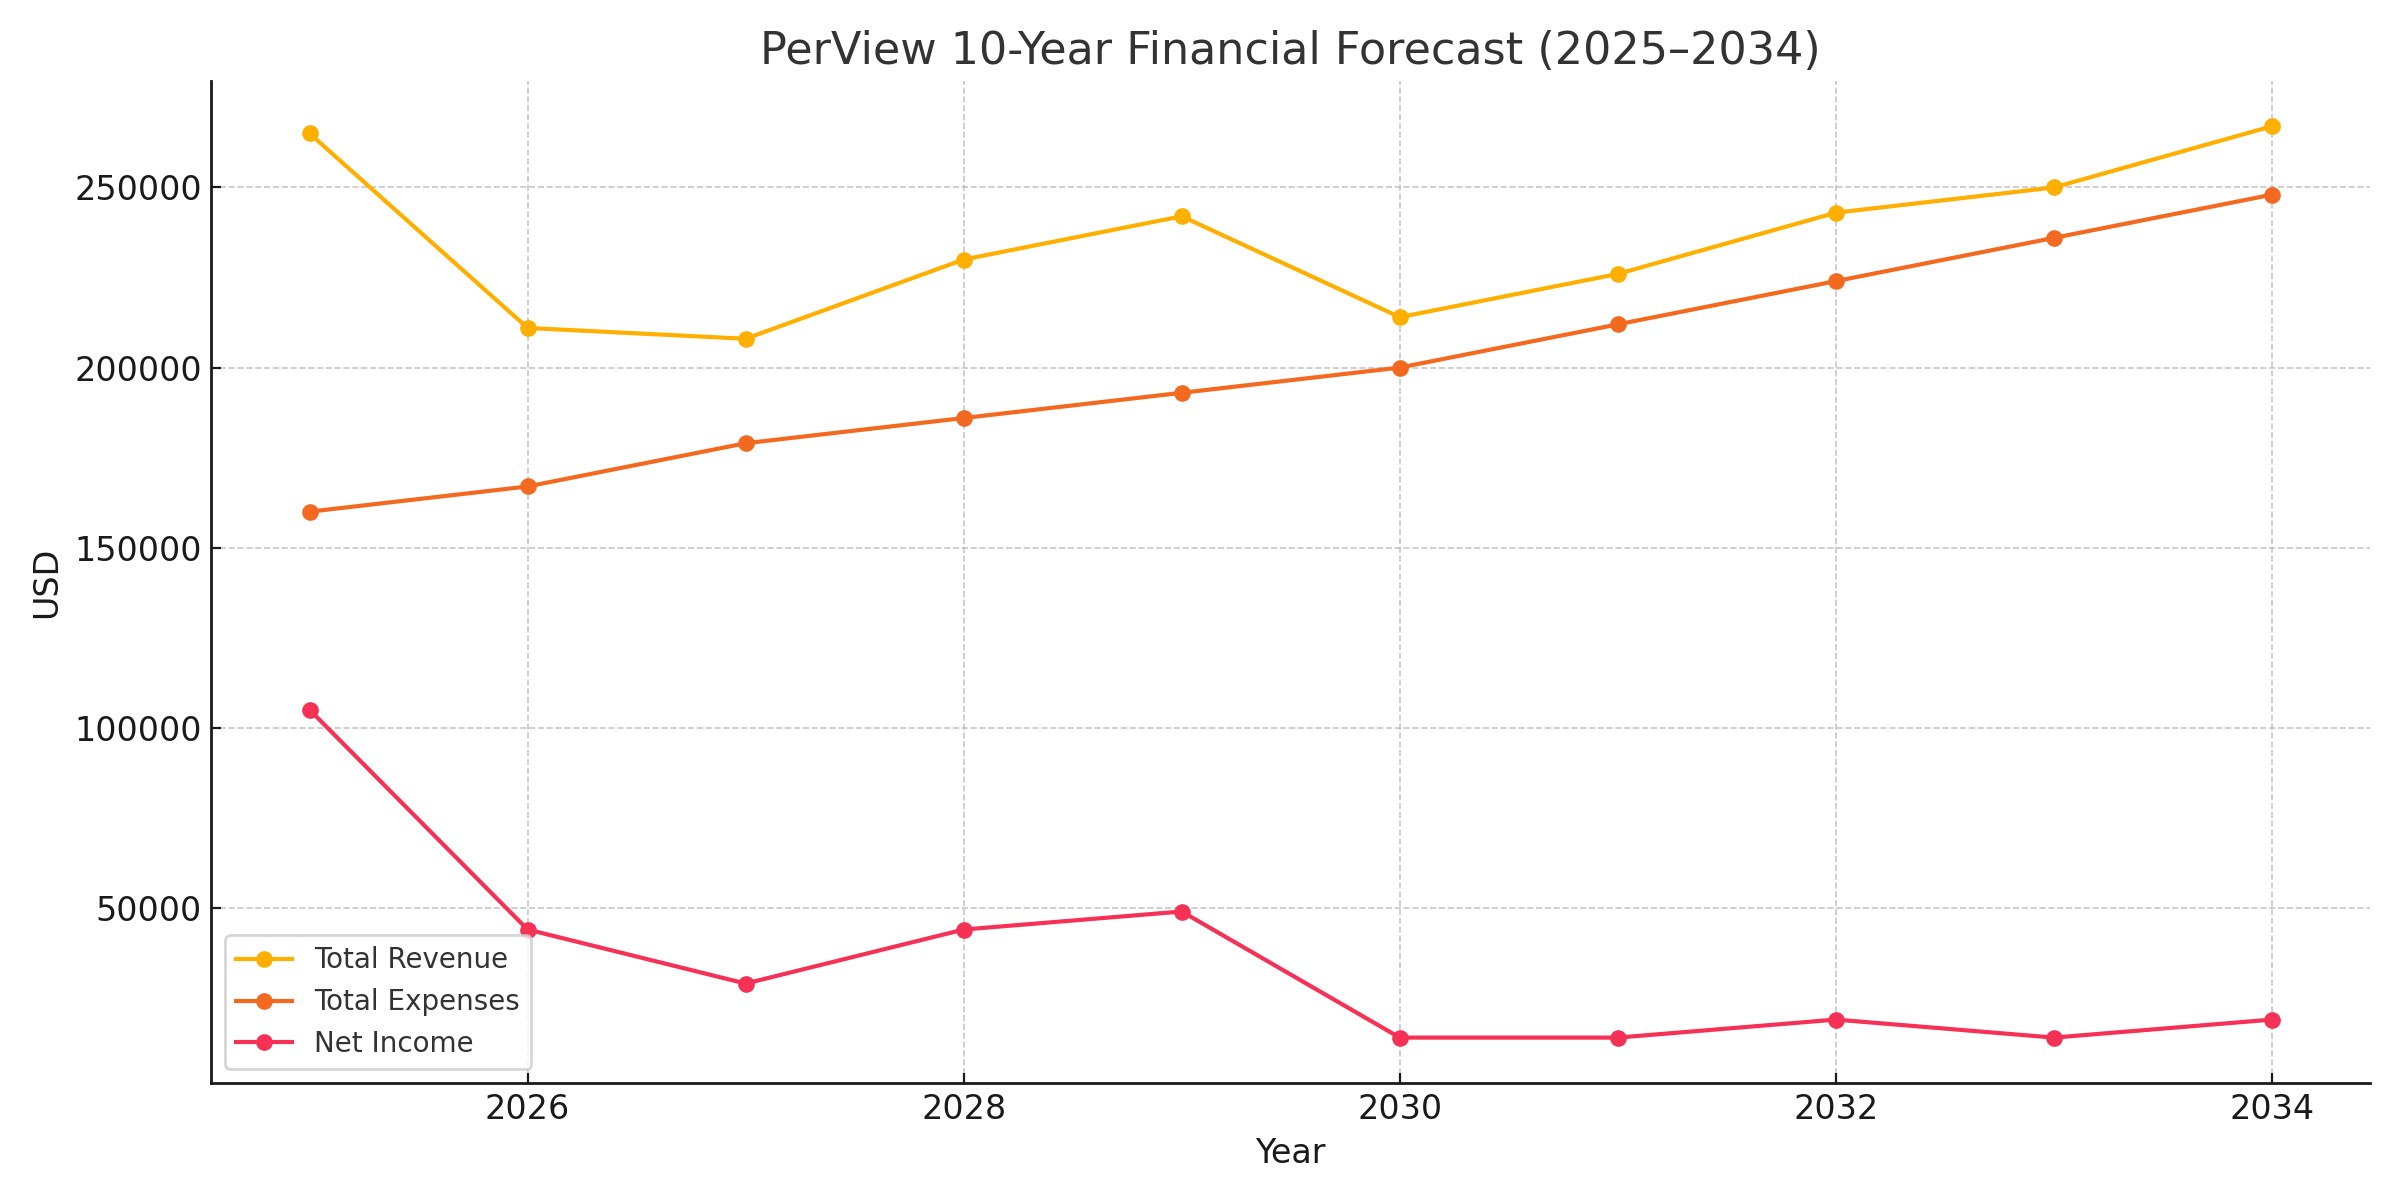 PerView 10-Year Financial Forecast (2025–2034)
250000
200000
150000
100000
50000
USD
Total Revenue
Total Expenses
Net Income
2026 2028 2030 2032 2034
Year